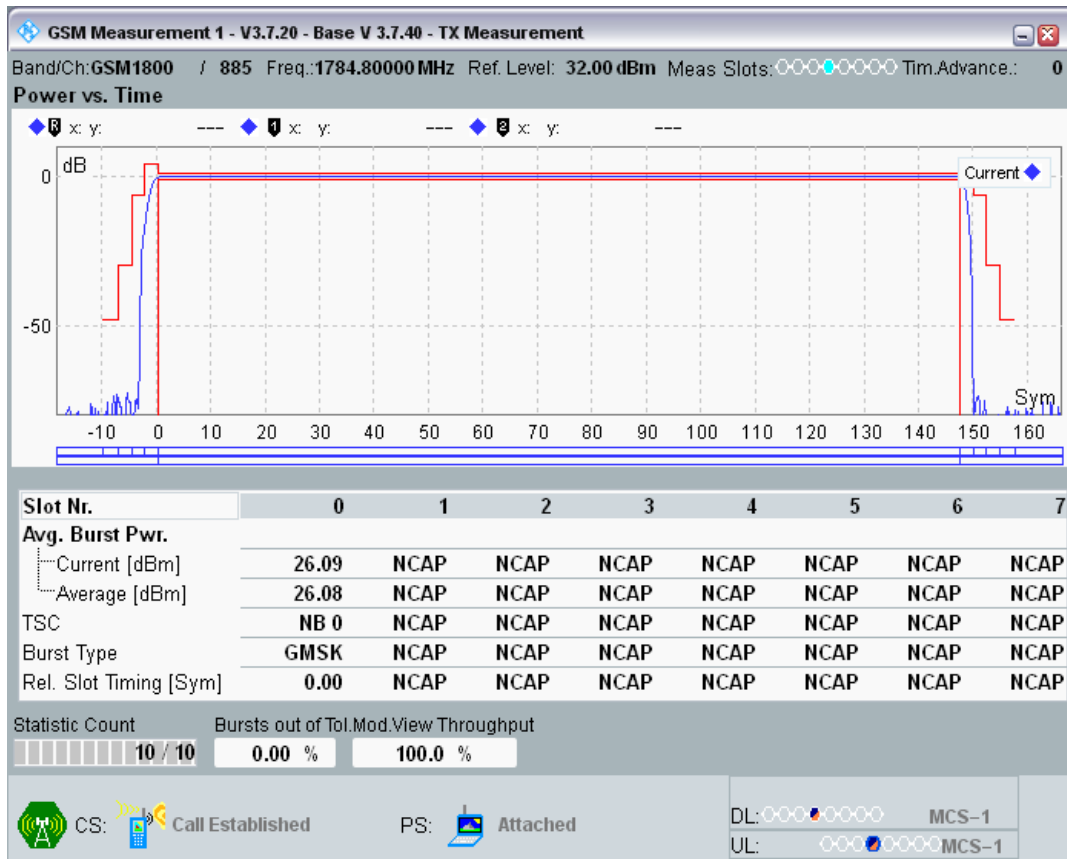 GSM Measurement 1 - V3.7.20 - Base V 3.7.40 - TX Measurement
Band/Ch:GSM1800 / 885 Freq.:1784.80000 MHz Ref. Level: 32.00 dBm Meas Slots: Tim.Advance.: 0
Power vs. Time
R x: y: --- 1 x: y: --- 2 x: y: ---
dB
Current
0
-50
Sym
-10 0 10 20 30 40 50 60 70 80 90 100 110 120 130 140 150 160
Slot Nr. 0 1 2 3 4 5 6 7
Avg. Burst Pwr.
Current [dBm] 26.09 NCAP NCAP NCAP NCAP NCAP NCAP NCAP
Average [dBm] 26.08 NCAP NCAP NCAP NCAP NCAP NCAP NCAP
TSC NB 0 NCAP NCAP NCAP NCAP NCAP NCAP NCAP
Burst Type GMSK NCAP NCAP NCAP NCAP NCAP NCAP NCAP
Rel. Slot Timing [Sym] 0.00 NCAP NCAP NCAP NCAP NCAP NCAP NCAP
Statistic Count Bursts out of Tol.Mod.View Throughput
10 / 10 0.00 % 100.0 %
CS: Call Established PS: Attached
DL: MCS-1
UL: MCS-1